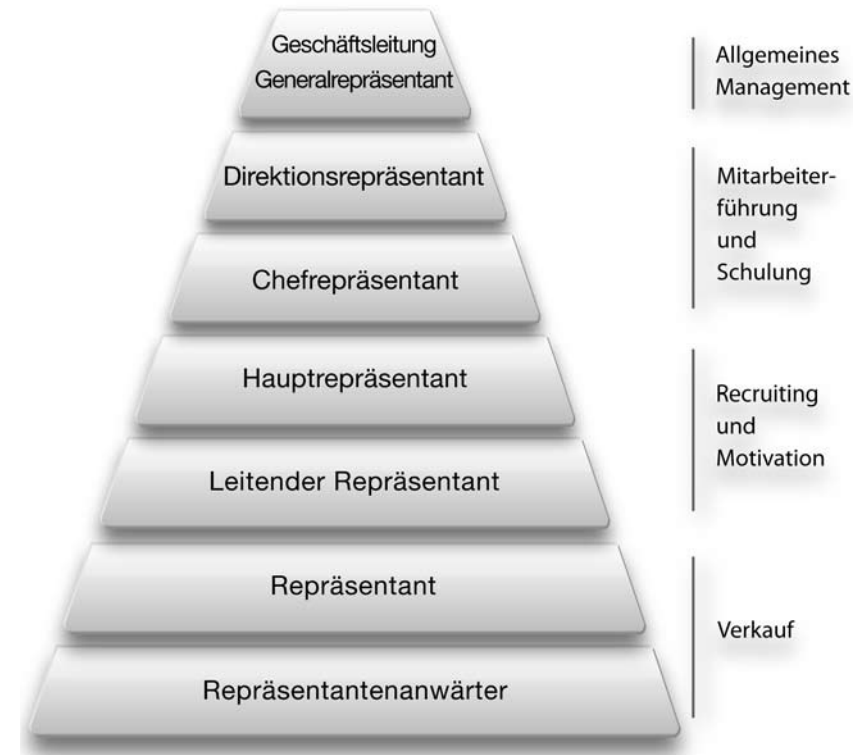 Geschäftsleitung
Generalrepräsentant
Allgemeines
Management
Direktionsrepräsentant
Chefrepräsentant
Mitarbeiter-
führung
und
Schulung
Hauptrepräsentant
Leitender Repräsentant
Recruiting
und
Motivation
Repräsentant
Repräsentantenanwärter
Verkauf